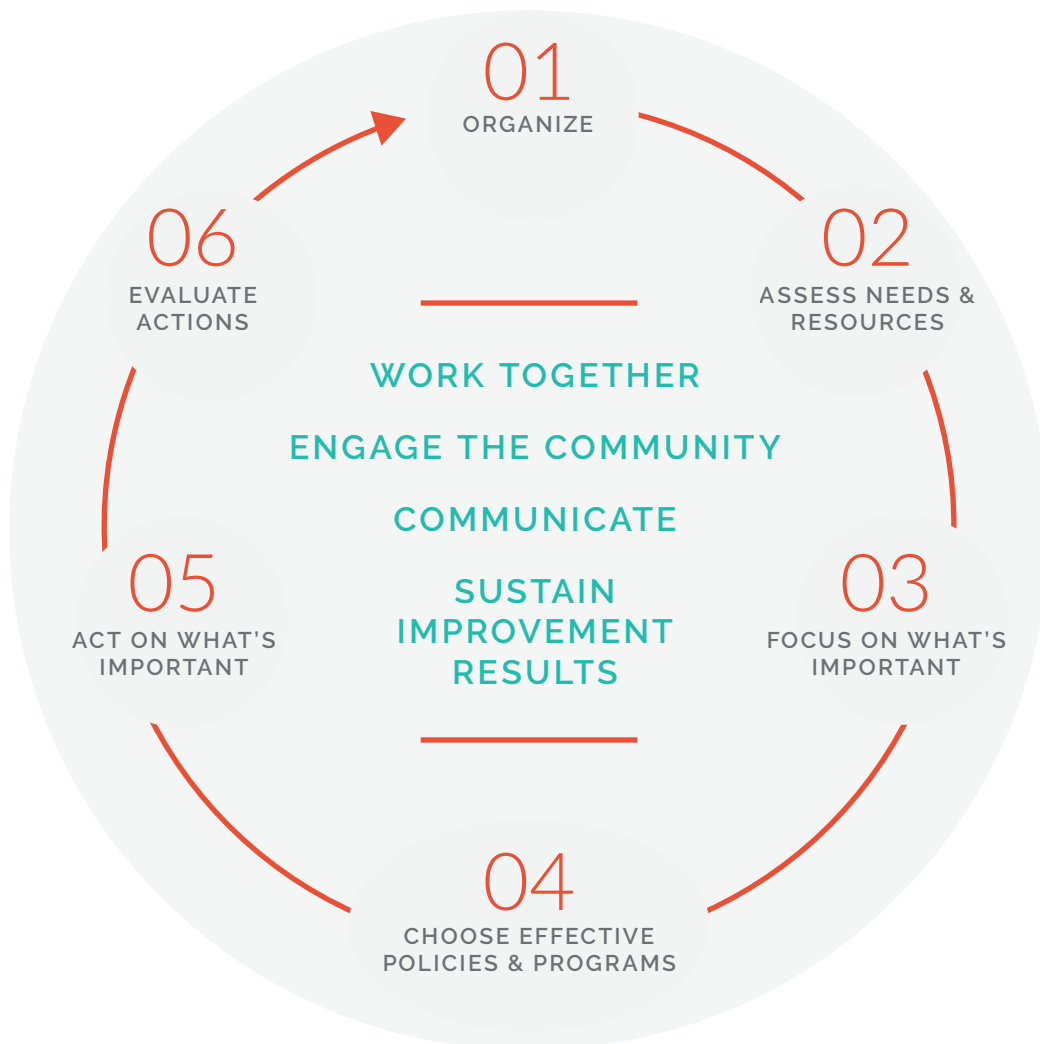 01
ORGANIZE
02
ASSESS NEEDS &
RESOURCES
03
FOCUS ON WHAT’S
IMPORTANT
04
CHOOSE EFFECTIVE
POLICIES & PROGRAMS
05
ACT ON WHAT’S
IMPORTANT
06
EVALUATE
ACTIONS
WORK TOGETHER
ENGAGE THE COMMUNITY
COMMUNICATE
SUSTAIN
IMPROVEMENT
RESULTS